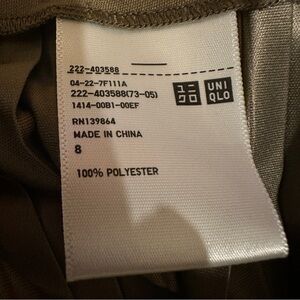 222-403588
04-22-7F111A
222-403588(73-05)
1414-00B1-00EF
ユニ
クロ
UNI
QLO
RN139864
MADE IN CHINA
8
100% POLYESTER